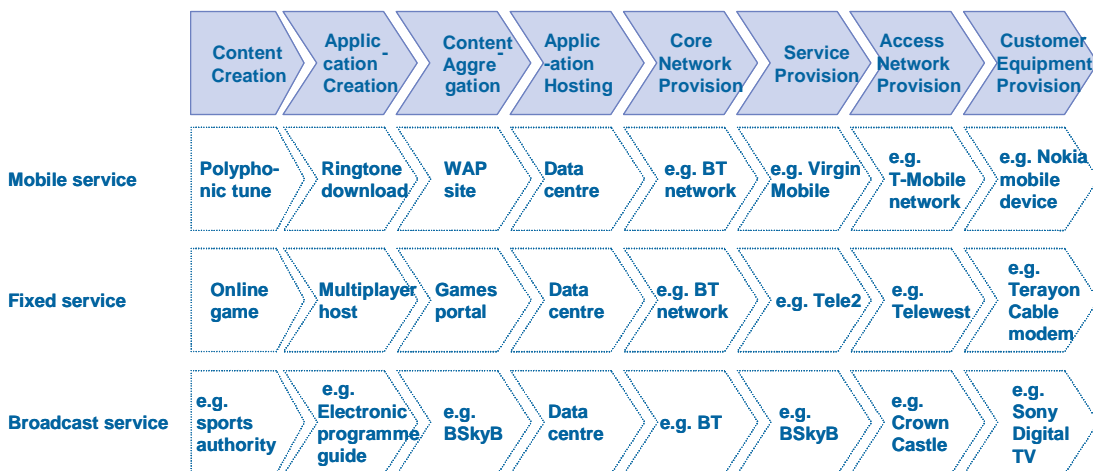 Content
Creation
Applic -
cation
Creation
Content
Aggre -
gation
Applic
-ation
Hosting
Core
Network
Provision
Service
Provision
Access
Network
Provision
Customer
Equipment
Provision
Mobile service
Polypho-
nic tune
Ringtone
download
WAP
site
Data
centre
e.g. BT
network
e.g. Virgin
Mobile
e.g.
T-Mobile
network
e.g. Nokia
mobile
device
Fixed service
Online
game
Multiplayer
host
Games
portal
Data
centre
e.g. BT
network
e.g. Tele2
e.g.
Telewest
e.g.
Terayon
Cable
modem
Broadcast service
e.g.
sports
authority
e.g.
Electronic
programme
guide
e.g.
BSkyB
Data
centre
e.g. BT
e.g.
BSkyB
e.g.
Crown
Castle
e.g.
Sony
Digital
TV